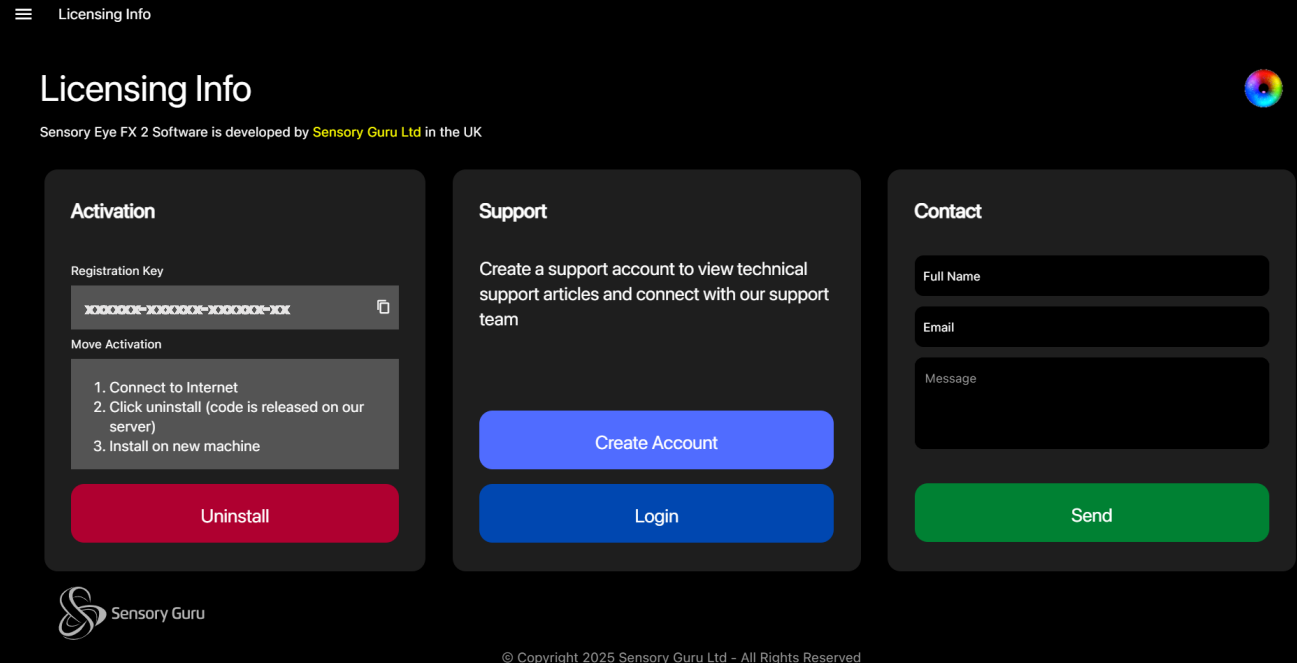 Licensing Info
Licensing Info
Sensory Eye FX 2 Software is developed by Sensory Guru Ltd in the UK
Activation
Registration Key
xxxxxx-xxxxxx-xxxxxx-xx
Move Activation
1. Connect to Internet
2. Click uninstall (code is released on our
server)
3. Install on new machine
Uninstall
Support
Create a support account to view technical
support articles and connect with our support
team
Create Account
Login
Contact
Full Name
Email
Message
Send
Sensory Guru
© Copyright 2025 Sensory Guru Ltd - All Rights Reserved